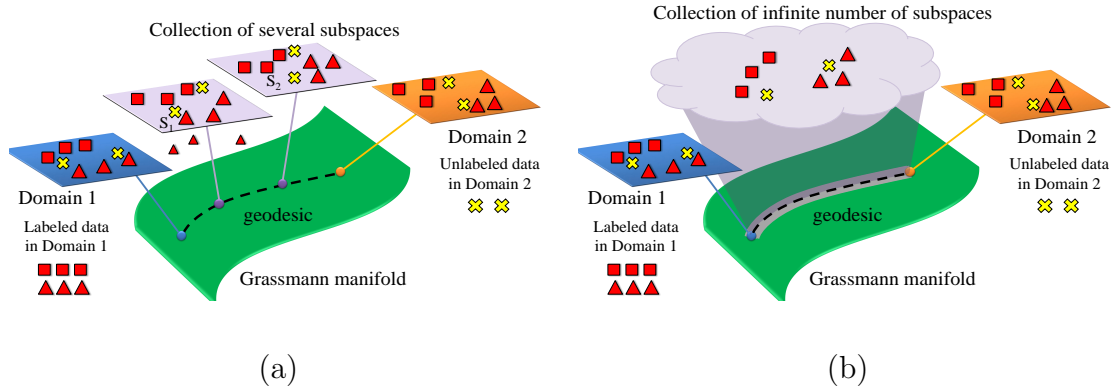 Collection of several subspaces
S2
S1
Domain 1
Labeled data
in Domain 1
geodesic
Grassmann manifold
Domain 2
Unlabeled data
in Domain 2
(a)
Collection of infinite number of subspaces
Domain 1
Labeled data
in Domain 1
geodesic
Grassmann manifold
Domain 2
Unlabeled data
in Domain 2
(b)